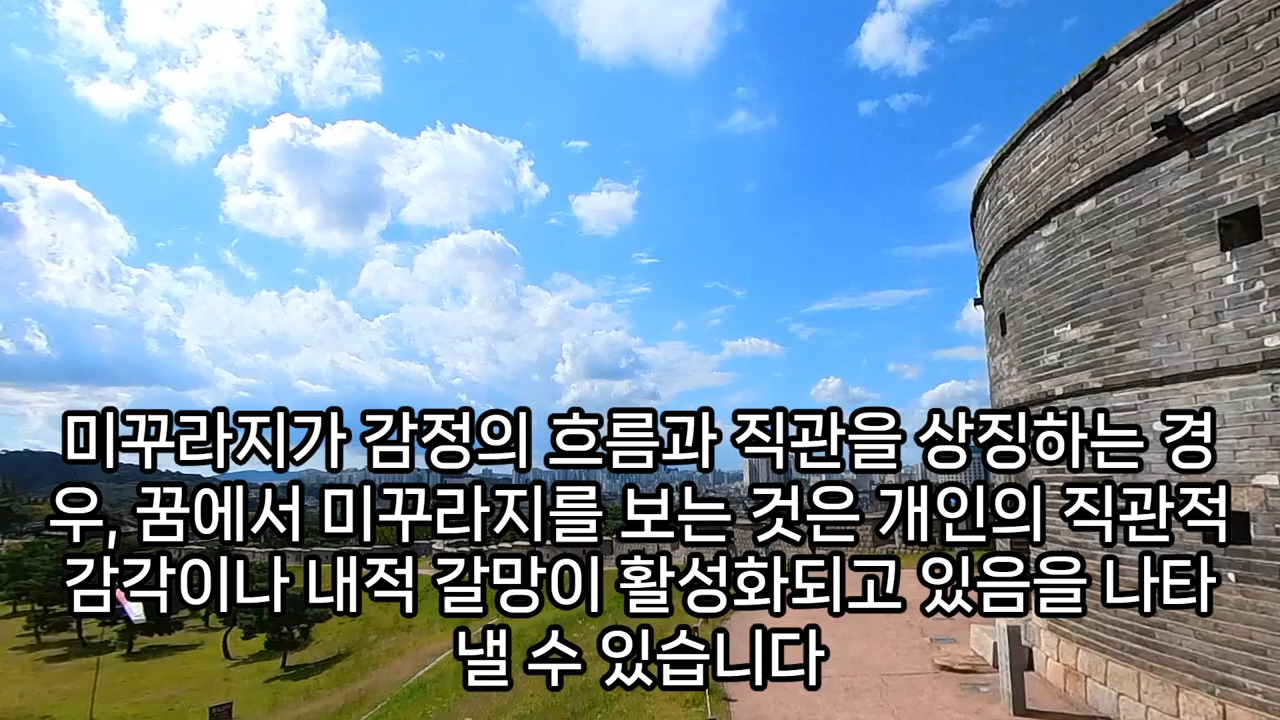 미꾸라지가 감정의 흐름과 직관을 상징하는 경
우, 꿈에서 미꾸라지를 보는 것은 개인의 직관적
감각이나 내적 갈망이 활성화되고 있음을 나타
낼 수 있습니다